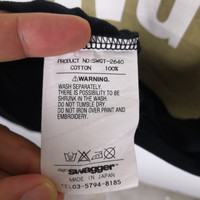 PRODUCT NO:SWGT-2640
COTTON 100%
⚠WARNING.
WASH SEPARATELY.
THERE IS POSSIBILITY TO BE
SHRUNK IN THE WASH.
DO NOT TUMBLE DRY.
DO NOT IRON OVER PRINT AND
EMBROIDERY.
swagger
MADE IN JAPAN
TEL03-5794-8185